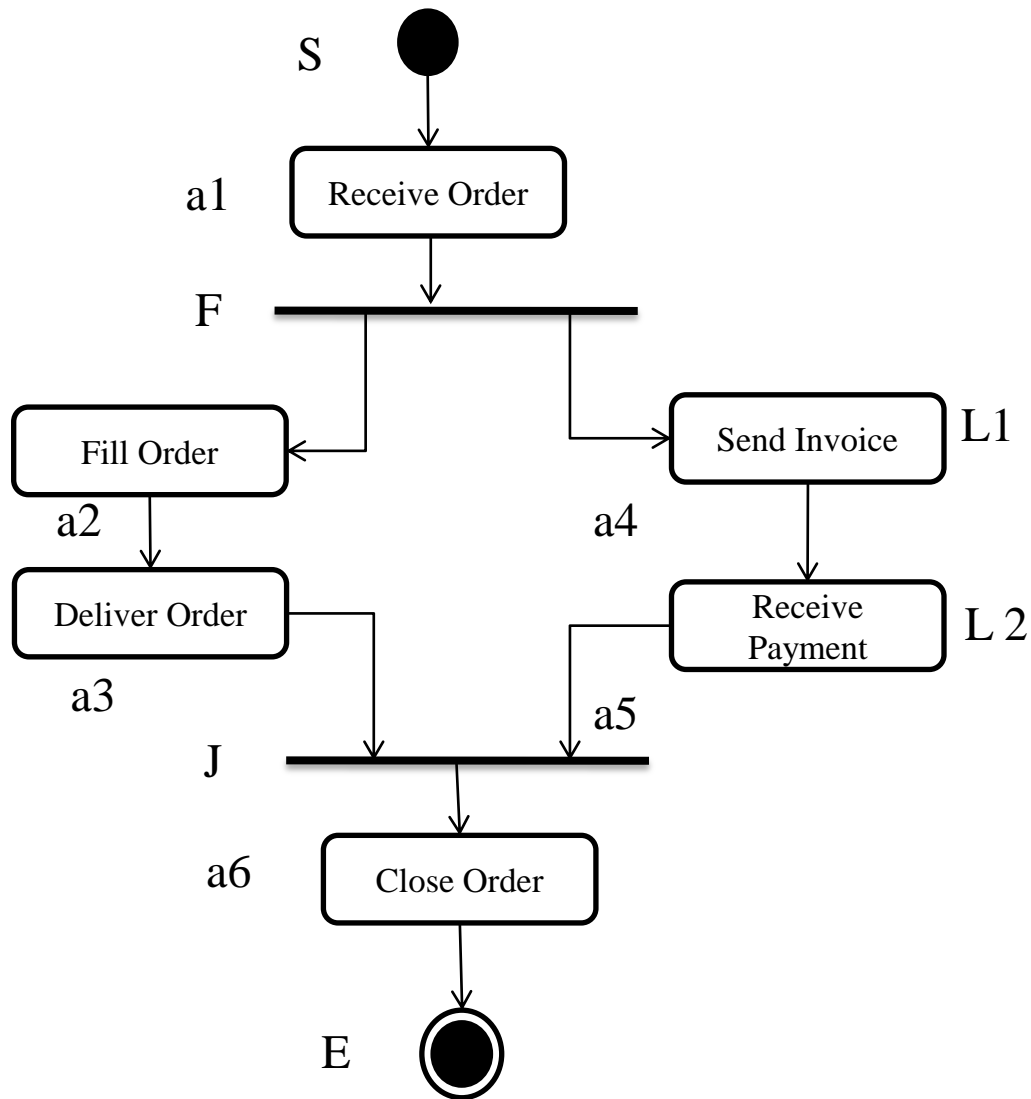 S
Receive Order
a1
F
Fill Order
Send Invoice
L1
a2
a4
Deliver Order
Receive
Payment
L 2
a3
a5
J
a6
Close Order
E